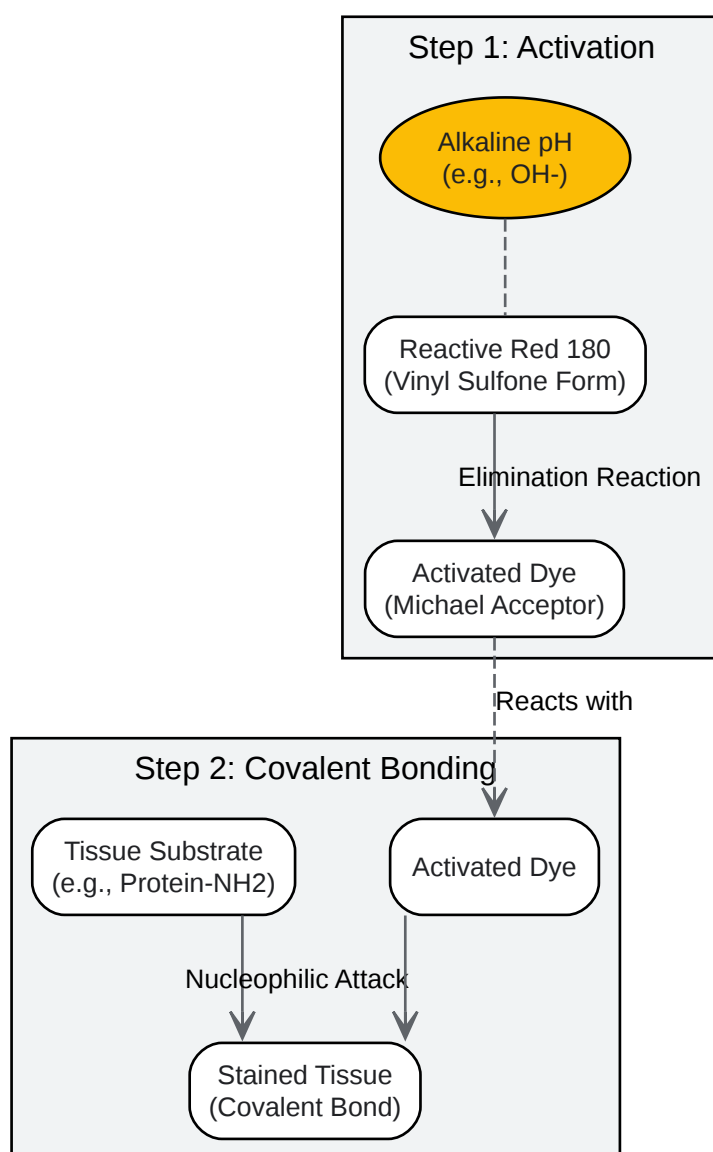 Step 1: Activation
Alkaline pH
(e.g., OH-)
Reactive Red 180
(Vinyl Sulfone Form)
Elimination Reaction
Activated Dye
(Michael Acceptor)
Reacts with
Step 2: Covalent Bonding
Tissue Substrate
(e.g., Protein-NH2)
Activated Dye
Nucleophilic Attack
Stained Tissue
(Covalent Bond)